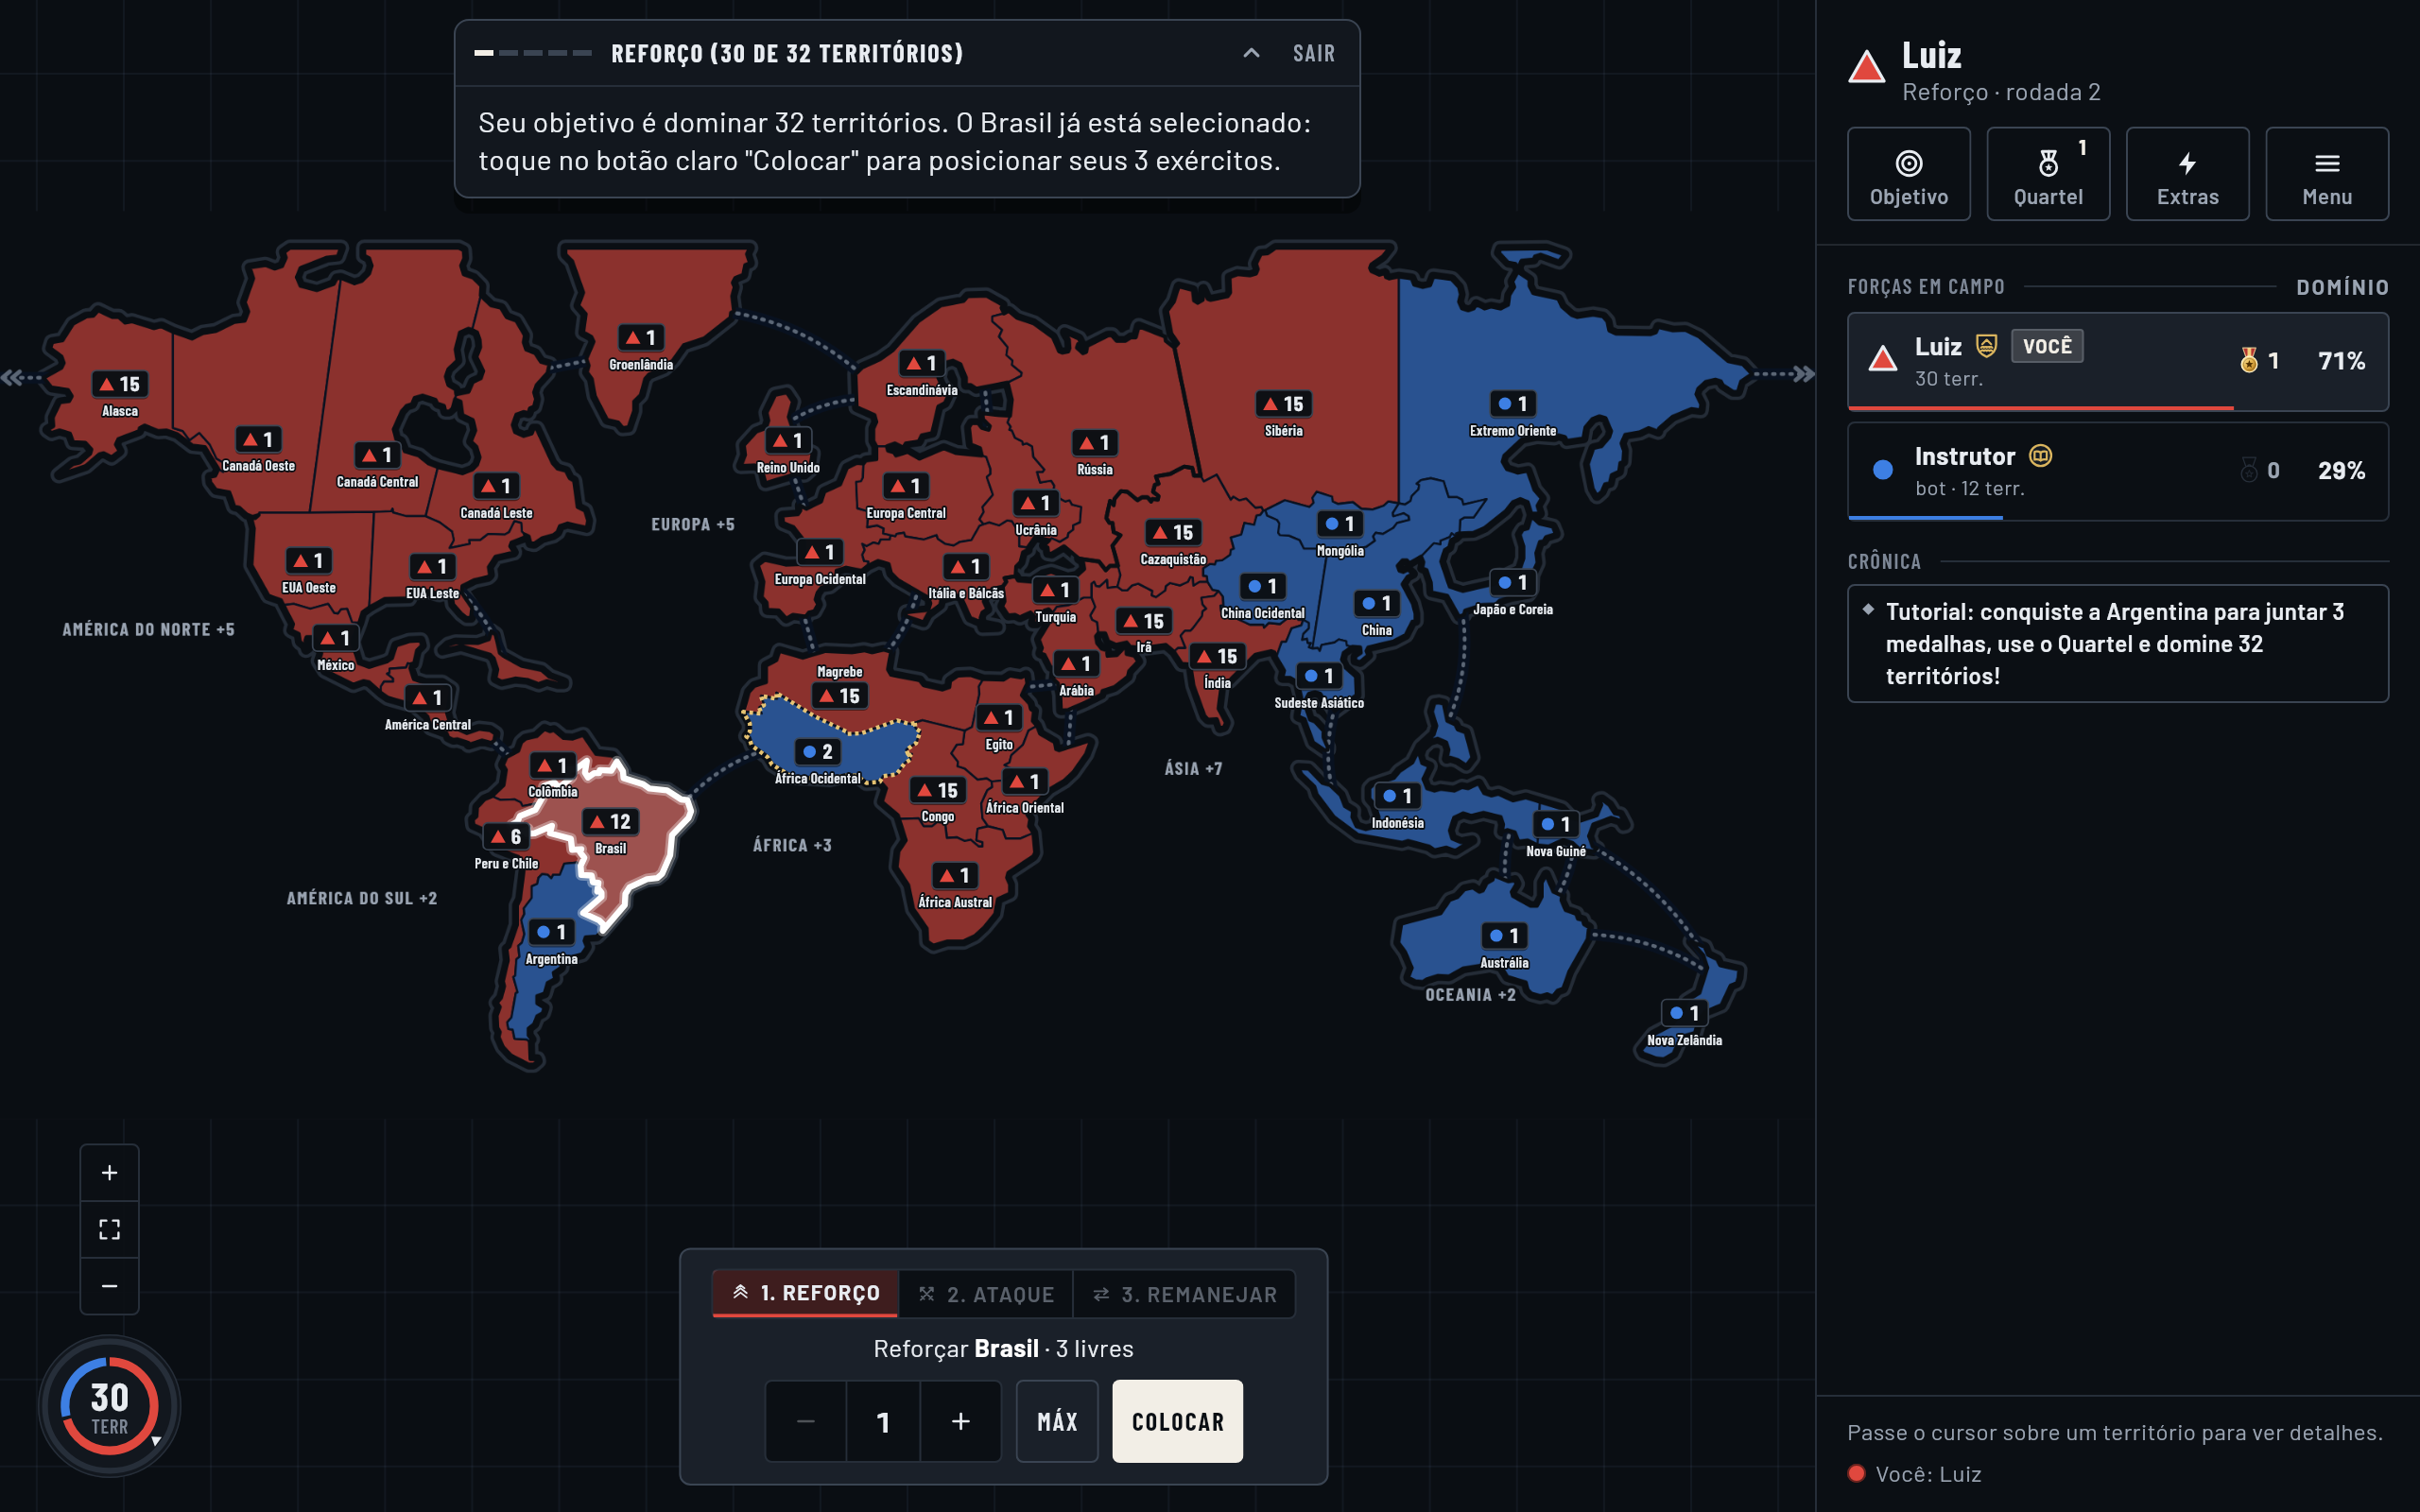 REFORÇO (30 DE 32 TERRITÓRIOS)
SAIR
Seu objetivo é dominar 32 territórios. O Brasil já está selecionado:
toque no botão claro "Colocar" para posicionar seus 3 exércitos.
Luiz
Reforço · rodada 2
1
Objetivo
Quartel
Extras
Menu
FORÇAS EM CAMPO
DOMÍNIO
Luiz
VOCÊ
30 terr.
1
71%
Instrutor
bot · 12 terr.
0
29%
CRÔNICA
Tutorial: conquiste a Argentina para juntar 3
medalhas, use o Quartel e domine 32
territórios!
15
Alasca
1
Canadá Oeste
1
Canadá Central
1
Canadá Leste
1
Groenlândia
1
EUA Oeste
1
EUA Leste
1
México
1
América Central
AMÉRICA DO NORTE +5
1
Colômbia
12
Brasil
6
Peru e Chile
1
Argentina
AMÉRICA DO SUL +2
1
Escandinávia
1
Reino Unido
1
Rússia
1
Europa Central
1
Ucrânia
1
Europa Ocidental
1
Itália e Bálcãs
EUROPA +5
Magrebe
15
2
África Ocidental
1
Egito
15
Congo
1
África Oriental
1
África Austral
ÁFRICA +3
15
Sibéria
1
Extremo Oriente
15
Cazaquistão
1
Mongólia
1
China Ocidental
1
China
1
Japão e Coreia
1
Turquia
15
Irã
15
Índia
1
Arábia
1
Sudeste Asiático
ÁSIA +7
1
Indonésia
1
Nova Guiné
1
Austrália
1
Nova Zelândia
OCEANIA +2
+
−
30
TERR
1. REFORÇO
2. ATAQUE
3. REMANEJAR
Reforçar Brasil · 3 livres
−
1
+
MÁX
COLOCAR
Passe o cursor sobre um território para ver detalhes.
Você: Luiz